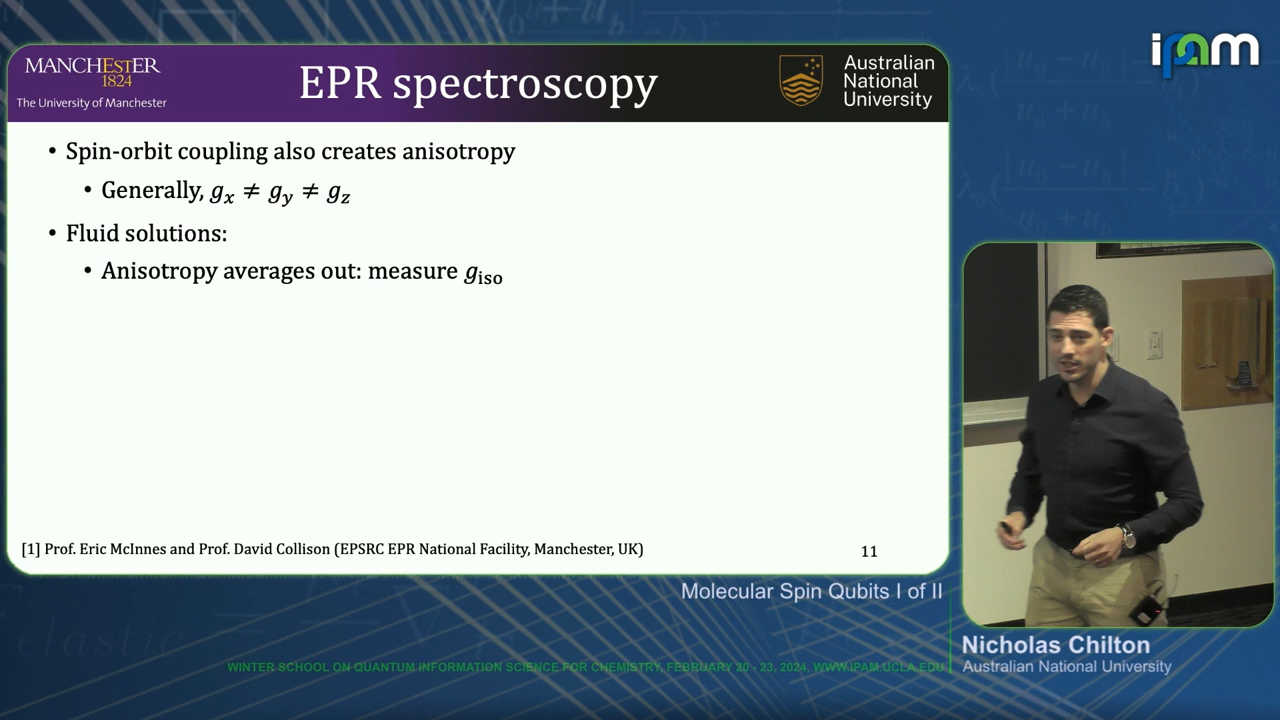 MANCHESTER
1824
The University of Manchester
EPR spectroscopy
Australian
National
University
ipam
• Spin-orbit coupling also creates anisotropy
• Generally, gₓ ≠ g_y ≠ g_z
• Fluid solutions:
• Anisotropy averages out: measure g_iso
[1] Prof. Eric McInnes and Prof. David Collison (EPSRC EPR National Facility, Manchester, UK)
11
Molecular Spin Qubits I of II
Nicholas Chilton
Australian National University
WINTER SCHOOL ON QUANTUM INFORMATION SCIENCE FOR CHEMISTRY, FEBRUARY 20 - 23, 2024, WWW.IPAM.UCLA.EDU
elastic